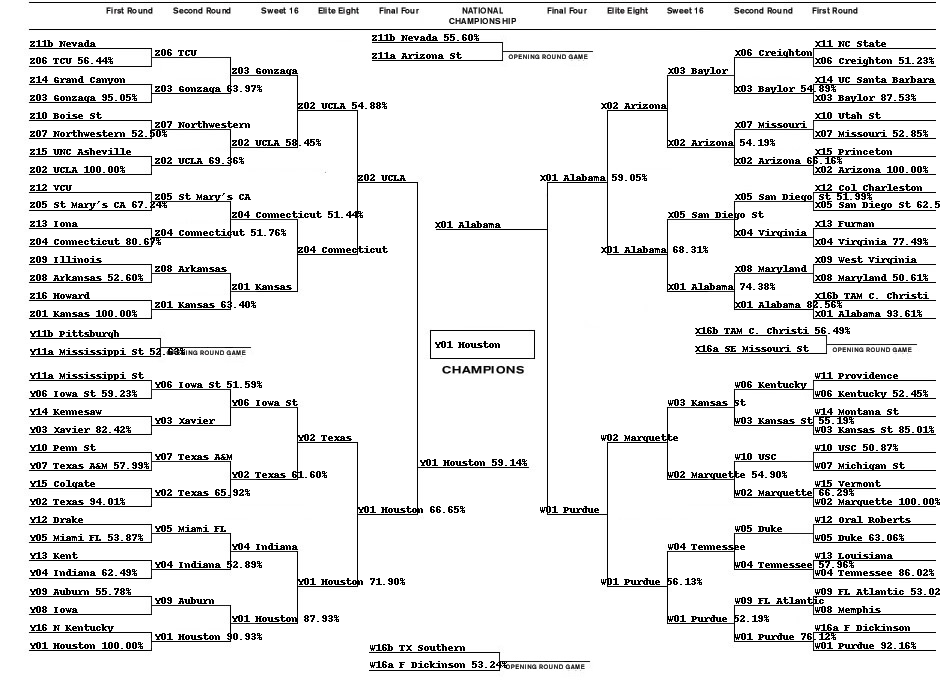 First Round Second Round Sweet 16 Elite Eight Final Four NATIONAL CHAMPIONSHIP Final Four Elite Eight Sweet 16 Second Round First Round
Z11b Nevada
Z06 TCU 56.44%
Z14 Grand Canyon
Z03 Gonzaga 95.05%
Z10 Boise St
Z07 Northwestern 52.50%
Z15 UNC Asheville
Z02 UCLA 100.00%
Z12 VCU
Z05 St Mary's CA 67.24%
Z13 Iona
Z04 Connecticut 80.67%
Z09 Illinois
Z08 Arkansas 52.60%
Z16 Howard
Z01 Kansas 100.00%
Z06 TCU
Z03 Gonzaga 63.97%
Z07 Northwestern
Z02 UCLA 69.36%
Z05 St Mary's CA
Z04 Connecticut 51.76%
Z08 Arkansas
Z01 Kansas 63.40%
Z03 Gonzaga
Z02 UCLA 58.45%
Z04 Connecticut 51.44%
Z01 Kansas
Z02 UCLA 54.88%
Z04 Connecticut
Z02 UCLA
Y11b Pittsburgh
Y11a Mississippi St
OPENING ROUND GAME
Y11a Mississippi St
Y06 Iowa St 59.23%
Y14 Kennesaw
Y03 Xavier 82.42%
Y10 Penn St
Y07 Texas A&M 57.99%
Y15 Colgate
Y02 Texas 94.01%
Y12 Drake
Y05 Miami FL 53.87%
Y13 Kent
Y04 Indiana 62.49%
Y09 Auburn 55.78%
Y08 Iowa
Y16 N Kentucky
Y01 Houston 100.00%
Y06 Iowa St 51.59%
Y03 Xavier
Y07 Texas A&M
Y02 Texas 65.92%
Y05 Miami FL
Y04 Indiana 52.89%
Y09 Auburn
Y01 Houston 90.93%
Y06 Iowa St
Y02 Texas 61.60%
Y04 Indiana
Y01 Houston 87.93%
Y02 Texas
Y01 Houston 71.90%
Y01 Houston 66.65%
Z11b Nevada 55.60%
Z11a Arizona St
OPENING ROUND GAME
X01 Alabama
Y01 Houston
CHAMPIONS
Y01 Houston 59.14%
W16b TX Southern
W16a F Dickinson 53.24%
OPENING ROUND GAME
X01 Alabama 59.05%
X02 Arizona
X01 Alabama 68.31%
X03 Baylor
X02 Arizona 54.19%
X05 San Diego St
X01 Alabama 74.38%
X06 Creighton
X03 Baylor 54.89%
X07 Missouri
X02 Arizona 66.16%
X05 San Diego St 51.99%
X04 Virginia
X08 Maryland
X01 Alabama 82.56%
X11 NC State
X06 Creighton 51.23%
X14 UC Santa Barbara
X03 Baylor 87.53%
X10 Utah St
X07 Missouri 52.85%
X15 Princeton
X02 Arizona 100.00%
X12 Col Charleston
X05 San Diego St 62.5
X13 Furman
X04 Virginia 77.49%
X09 West Virginia
X08 Maryland 50.61%
X16b TAM C. Christi
X01 Alabama 93.61%
X16b TAM C. Christi 56.49%
X16a SE Missouri St
OPENING ROUND GAME
W01 Purdue
W02 Marquette
W01 Purdue 56.13%
W03 Kansas St
W02 Marquette 54.90%
W04 Tennessee
W01 Purdue 52.19%
W06 Kentucky
W03 Kansas St 55.19%
W10 USC
W02 Marquette 66.29%
W05 Duke
W04 Tennessee 57.96%
W09 FL Atlantic
W01 Purdue 76.12%
W11 Providence
W06 Kentucky 52.45%
W14 Montana St
W03 Kansas St 85.01%
W10 USC 50.87%
W07 Michigan St
W15 Vermont
W02 Marquette 100.00%
W12 Oral Roberts
W05 Duke 63.06%
W13 Louisiana
W04 Tennessee 86.02%
W09 FL Atlantic 53.02
W08 Memphis
W16a F Dickinson
W01 Purdue 92.16%